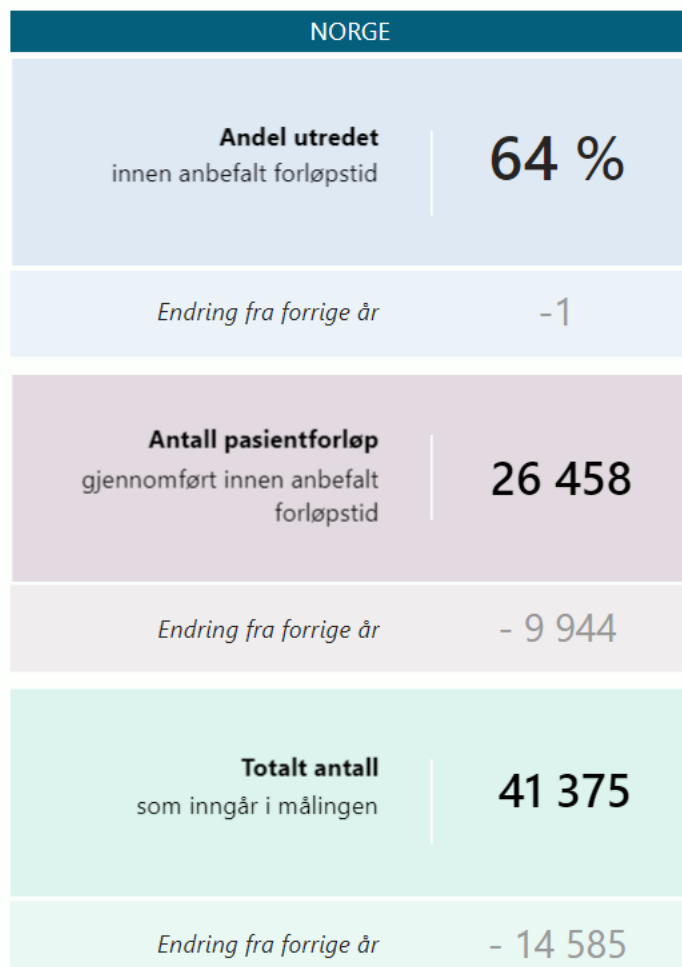 NORGE
Andel utredet
innen anbefalt forløpstid
64 %
Endring fra forrige år
-1
Antall pasientforløp
gjennomført innen anbefalt
forløpstid
26 458
Endring fra forrige år
- 9 944
Totalt antall
som inngår i målingen
41 375
Endring fra forrige år
- 14 585